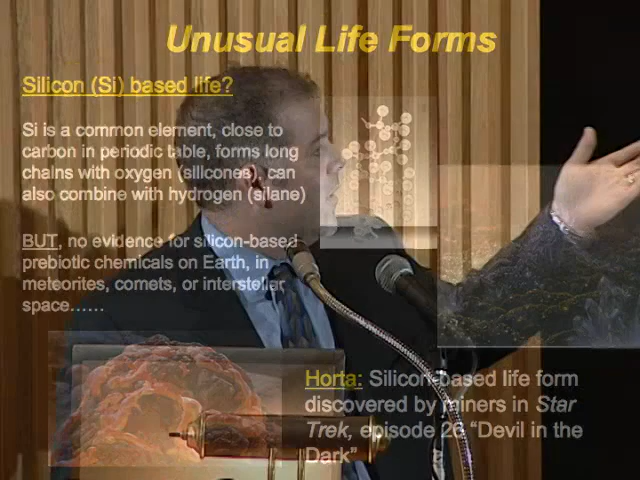 Unusual Life Forms
Silicon (Si) based life?
Si is a common element, close to
carbon in periodic table, forms long
chains with oxygen (silicones), can
also combine with hydrogen (silane)
BUT, no evidence for silicon-based
prebiotic chemicals on Earth, in
meteorites, comets, or interstellar
space……
Horta: Silicon-based life form
discovered by miners in Star
Trek, episode 26 “Devil in the
Dark”